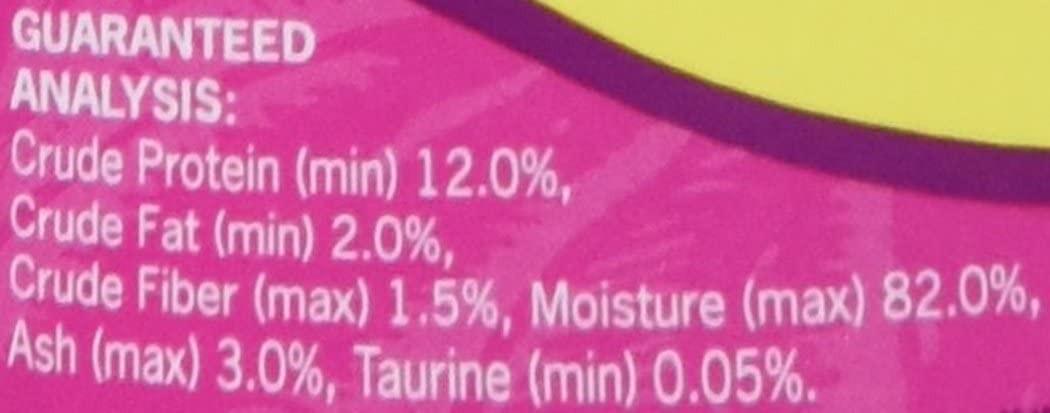 GUARANTEED
ANALYSIS:
Crude Protein (min) 12.0%,
Crude Fat (min) 2.0%,
Crude Fiber (max) 1.5%, Moisture (max) 82.0%,
Ash (max) 3.0%, Taurine (min) 0.05%.